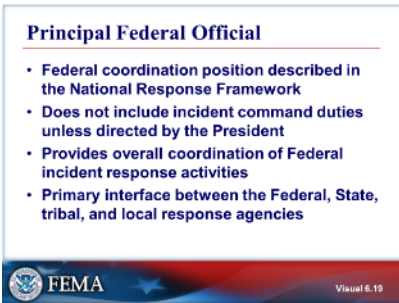 Principal Federal Official
• Federal coordination position described in
the National Response Framework
• Does not include incident command duties
unless directed by the President
• Provides overall coordination of Federal
incident response activities
• Primary interface between the Federal, State,
tribal, and local response agencies
FEMA
Visual 6.19